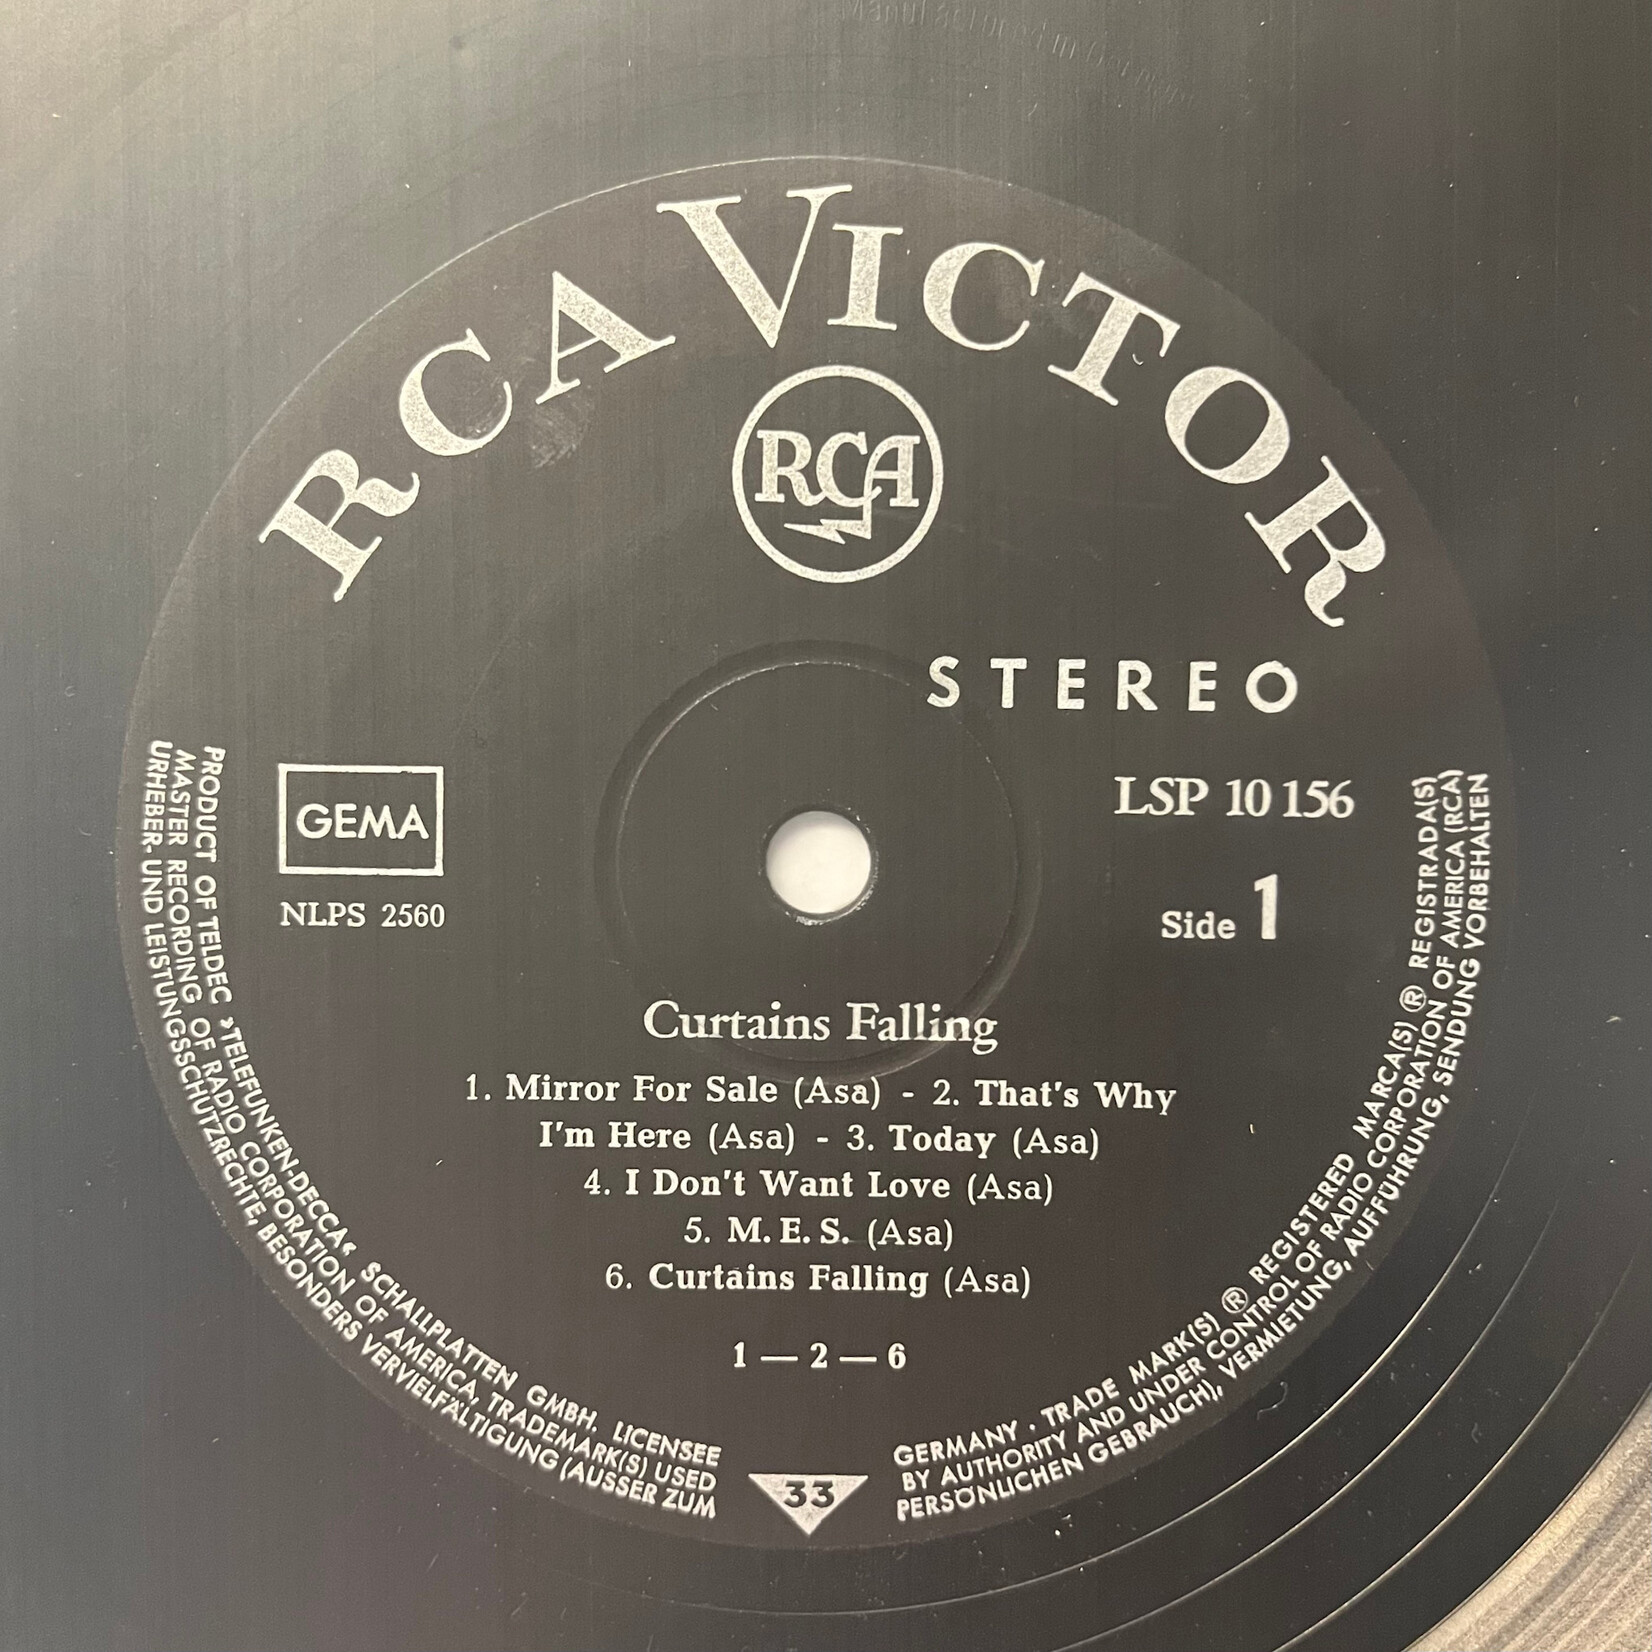 Manufactured in Germany
RCA VICTOR
RCA
STEREO
GEMA
NLPS 2560
LSP 10 156
Side 1
Curtains Falling
1. Mirror For Sale (Asa) - 2. That's Why
I'm Here (Asa) - 3. Today (Asa)
4. I Don't Want Love (Asa)
5. M. E. S. (Asa)
6. Curtains Falling (Asa)
1 — 2 — 6
PRODUCT OF TELDEC »TELEFUNKEN-DECCA« SCHALLPLATTEN GMBH. LICENSEE
MASTER RECORDING OF RADIO CORPORATION OF AMERICA, TRADEMARK(S) USED
URHEBER- UND LEISTUNGSSCHUTZRECHTE, BESONDERS VERVIELFÄLTIGUNG (AUSSER ZUM
33
GERMANY . TRADE MARK(S) ® REGISTERED MARCA(S) ® REGISTRADA(S)
BY AUTHORITY AND UNDER CONTROL OF RADIO CORPORATION OF AMERICA (RCA)
PERSÖNLICHEN GEBRAUCH), VERMIETUNG, AUFFÜHRUNG, SENDUNG VORBEHALTEN